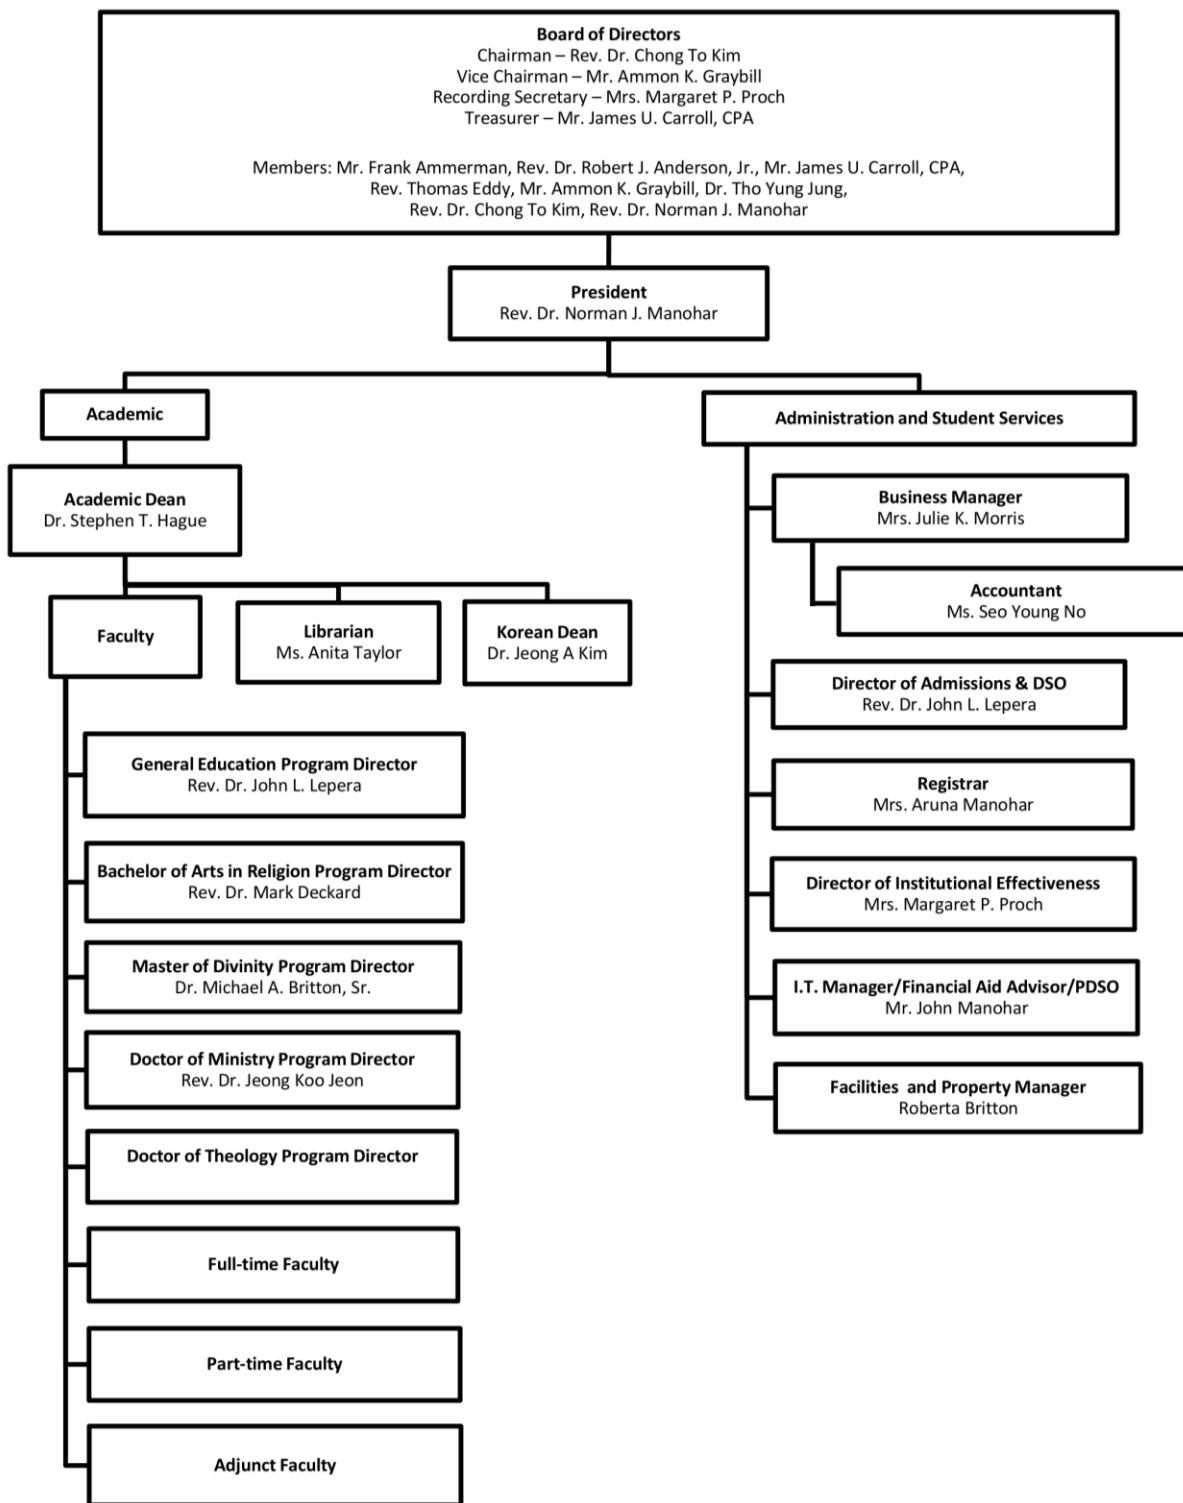 Board of Directors
Chairman – Rev. Dr. Chong To Kim
Vice Chairman – Mr. Ammon K. Graybill
Recording Secretary – Mrs. Margaret P. Proch
Treasurer – Mr. James U. Carroll, CPA
Members: Mr. Frank Ammerman, Rev. Dr. Robert J. Anderson, Jr., Mr. James U. Carroll, CPA,
Rev. Thomas Eddy, Mr. Ammon K. Graybill, Dr. Tho Yung Jung,
Rev. Dr. Chong To Kim, Rev. Dr. Norman J. Manohar
President
Rev. Dr. Norman J. Manohar
Academic
Academic Dean
Dr. Stephen T. Hague
Faculty
Librarian
Ms. Anita Taylor
Korean Dean
Dr. Jeong A Kim
General Education Program Director
Rev. Dr. John L. Lepera
Bachelor of Arts in Religion Program Director
Rev. Dr. Mark Deckard
Master of Divinity Program Director
Dr. Michael A. Britton, Sr.
Doctor of Ministry Program Director
Rev. Dr. Jeong Koo Jeon
Doctor of Theology Program Director
Full-time Faculty
Part-time Faculty
Adjunct Faculty
Administration and Student Services
Business Manager
Mrs. Julie K. Morris
Accountant
Ms. Seo Young No
Director of Admissions & DSO
Rev. Dr. John L. Lepera
Registrar
Mrs. Aruna Manohar
Director of Institutional Effectiveness
Mrs. Margaret P. Proch
I.T. Manager/Financial Aid Advisor/PDSO
Mr. John Manohar
Facilities and Property Manager
Roberta Britton